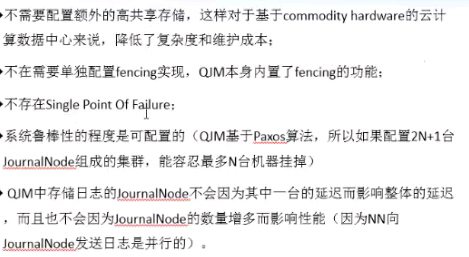 不需要配置额外的高共享存储，这样对于基于commodity hardware的云计
算数据中心来说，降低了复杂度和维护成本；
不在需要单独配置fencing实现，QJM本身内置了fencing的功能；
不存在Single Point Of Failure；
系统鲁棒性的程度是可配置的（QJM基于Paxos算法，所以如果配置2N+1台
JournalNode组成的集群，能容忍最多N台机器挂掉）
QJM中存储日志的JournalNode不会因为其中一台的延迟而影响整体的延迟
，而且也不会因为JournalNode的数量增多而影响性能（因为NN向
JournalNode发送日志是并行的）。